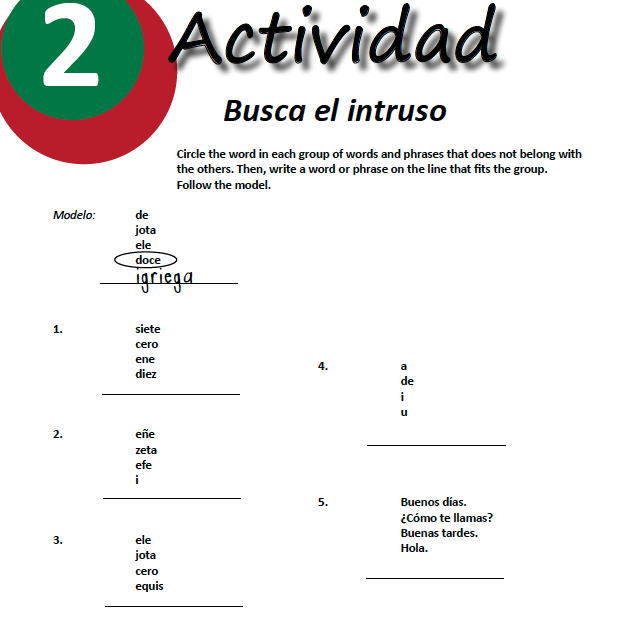 2
Actividad
Busca el intruso
Circle the word in each group of words and phrases that does not belong with
the others. Then, write a word or phrase on the line that fits the group.
Follow the model.
Modelo: de
jota
ele
doce
igriega
1. siete
cero
ene
diez
2. eñe
zeta
efe
i
3. ele
jota
cero
equis
4. a
de
i
u
5. Buenos días.
¿Cómo te llamas?
Buenas tardes.
Hola.